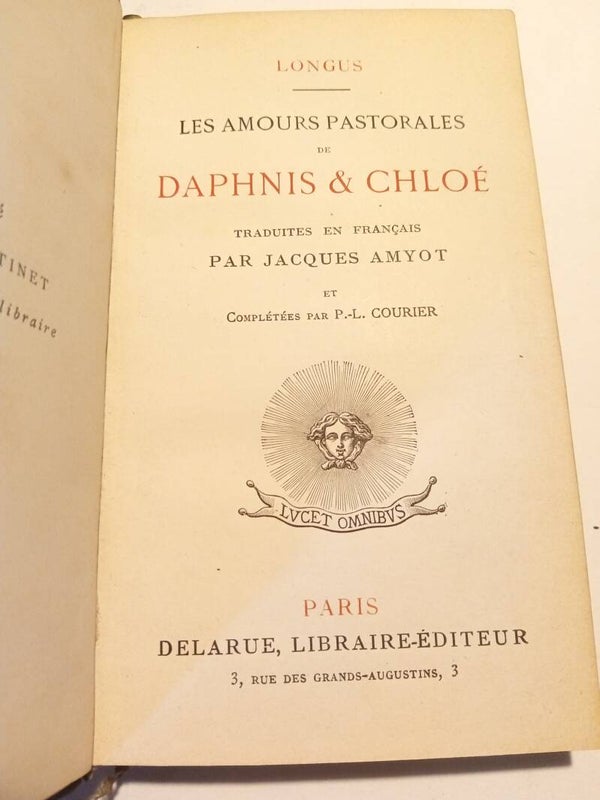 TINET
libraire
LONGUS
LES AMOURS PASTORALES
DE
DAPHNIS & CHLOÉ
TRADUITES EN FRANÇAIS
PAR JACQUES AMYOT
ET
COMPLÉTÉES PAR P.-L. COURIER
LVCET OMNIBVS
PARIS
DELARUE, LIBRAIRE-ÉDITEUR
3, RUE DES GRANDS-AUGUSTINS, 3